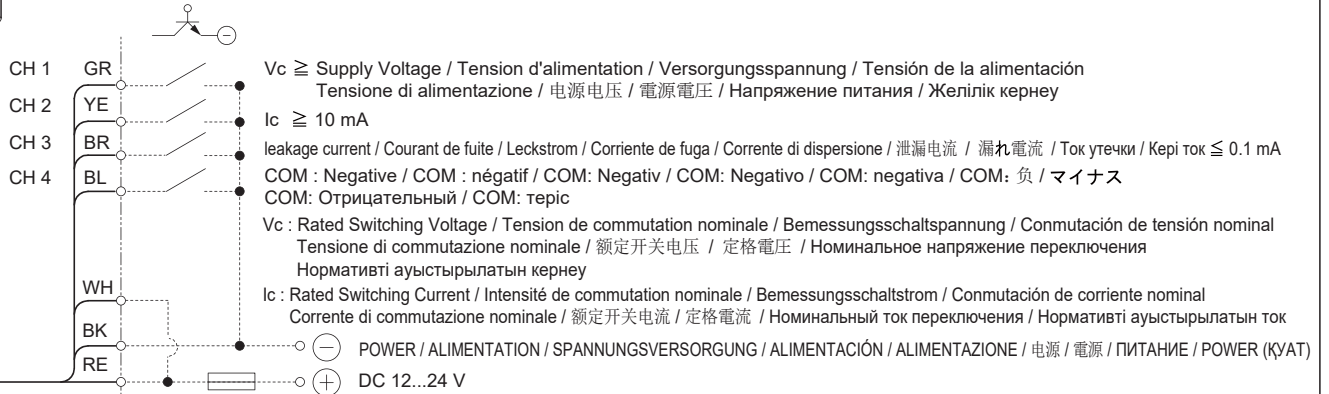 CH 1 GR
Vc ≧ Supply Voltage / Tension d'alimentation / Versorgungsspannung / Tensión de la alimentación
Tensione di alimentazione / 电源电压 / 電源電圧 / Напряжение питания / Желілік кернеу
CH 2 YE
Ic ≧ 10 mA
CH 3 BR
leakage current / Courant de fuite / Leckstrom / Corriente de fuga / Corrente di dispersione / 泄漏电流 / 漏れ電流 / Ток утечки / Кері ток ≦ 0.1 mA
CH 4 BL
COM : Negative / COM : négatif / COM: Negativ / COM: Negativo / COM: negativa / COM: 负 / マイナス
COM: Отрицательный / COM: теріс
Vc : Rated Switching Voltage / Tension de commutation nominale / Bemessungsschaltspannung / Conmutación de tensión nominal
Tensione di commutazione nominale / 额定开关电压 / 定格電圧 / Номинальное напряжение переключения
Нормативті ауыстырылатын кернеу
WH
Ic : Rated Switching Current / Intensité de commutation nominale / Bemessungsschaltstrom / Conmutación de corriente nominal
Corrente di commutazione nominale / 额定开关电流 / 定格電流 / Номинальный ток переключения / Нормативті ауыстырылатын ток
BK
POWER / ALIMENTATION / SPANNUNGSVERSORGUNG / ALIMENTACIÓN / ALIMENTAZIONE / 电源 / 電源 / ПИТАНИЕ / POWER (ҚУАТ)
RE
DC 12...24 V